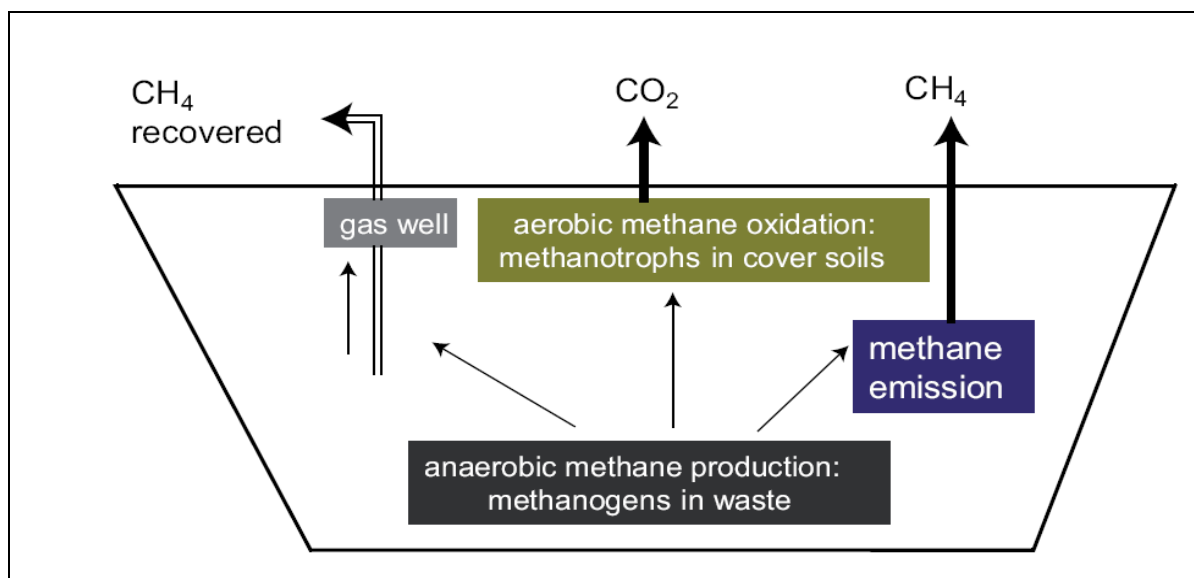 CH₄
recovered
CO₂
CH₄
gas well
aerobic methane oxidation:
methanotrophs in cover soils
methane
emission
anaerobic methane production:
methanogens in waste